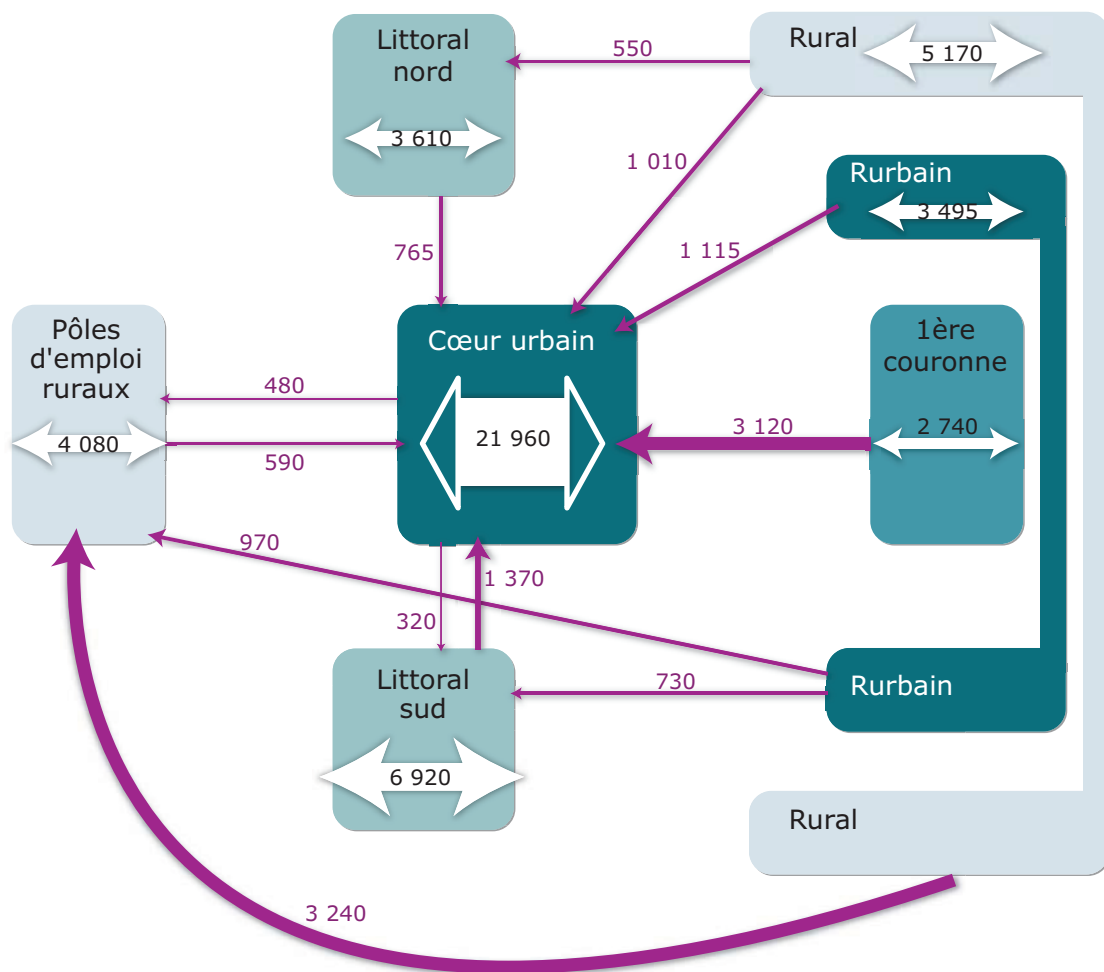 Littoral
nord
550
Rural
5 170
3 610
1 010
Rurbain
3 495
765
1 115
Pôles
d'emploi
ruraux
Cœur urbain
1ère
couronne
480
4 080
590
21 960
3 120
2 740
970
1 370
320
Littoral
sud
730
Rurbain
6 920
Rural
3 240